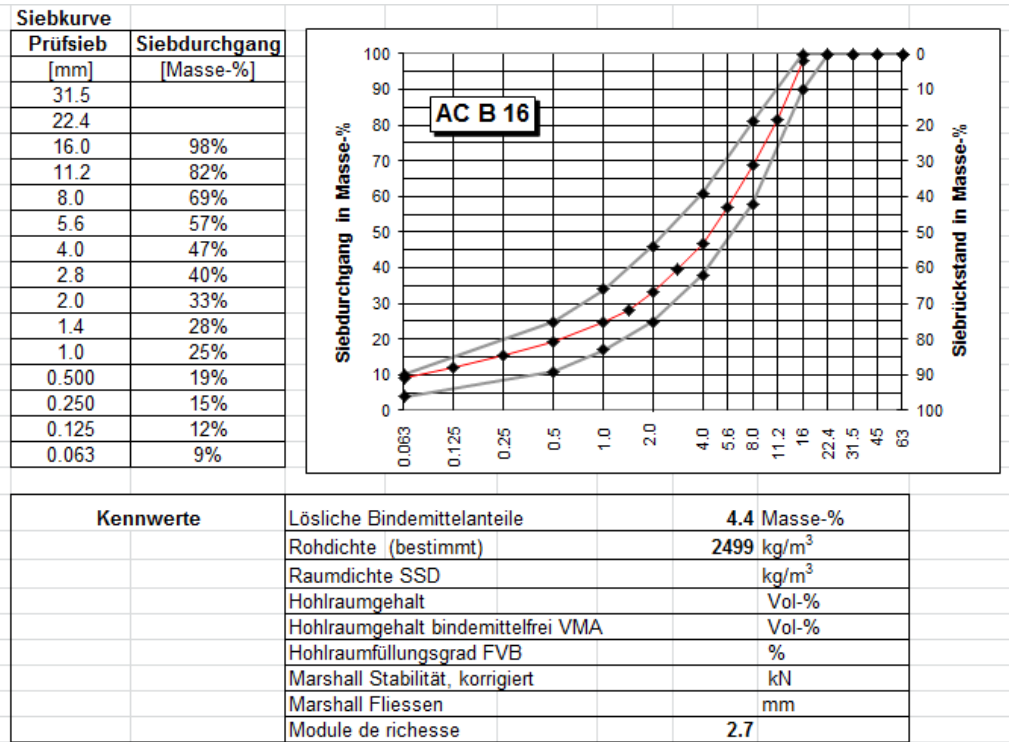 Siebkurve
Prüfsieb Siebdurchgang
[mm] [Masse-%]
31.5
22.4
16.0 98%
11.2 82%
8.0 69%
5.6 57%
4.0 47%
2.8 40%
2.0 33%
1.4 28%
1.0 25%
0.500 19%
0.250 15%
0.125 12%
0.063 9%
AC B 16
Siebdurchgang in Masse-%
100
90
80
70
60
50
40
30
20
10
0
0.063 0.125 0.25 0.5 1.0 2.0 4.0 5.6 8.0 11.2 16 22.4 31.5 45 63
0
10
20
30
40
50
60
70
80
90
100
Siebrückstand in Masse-%
Kennwerte Lösliche Bindemittelanteile 4.4 Masse-%
Rohdichte (bestimmt) 2499 kg/m³
Raumdichte SSD kg/m³
Hohlraumgehalt Vol-%
Hohlraumgehalt bindemittelfrei VMA Vol-%
Hohlraumfüllungsgrad FVB %
Marshall Stabilität, korrigiert kN
Marshall Fliessen mm
Module de richesse 2.7